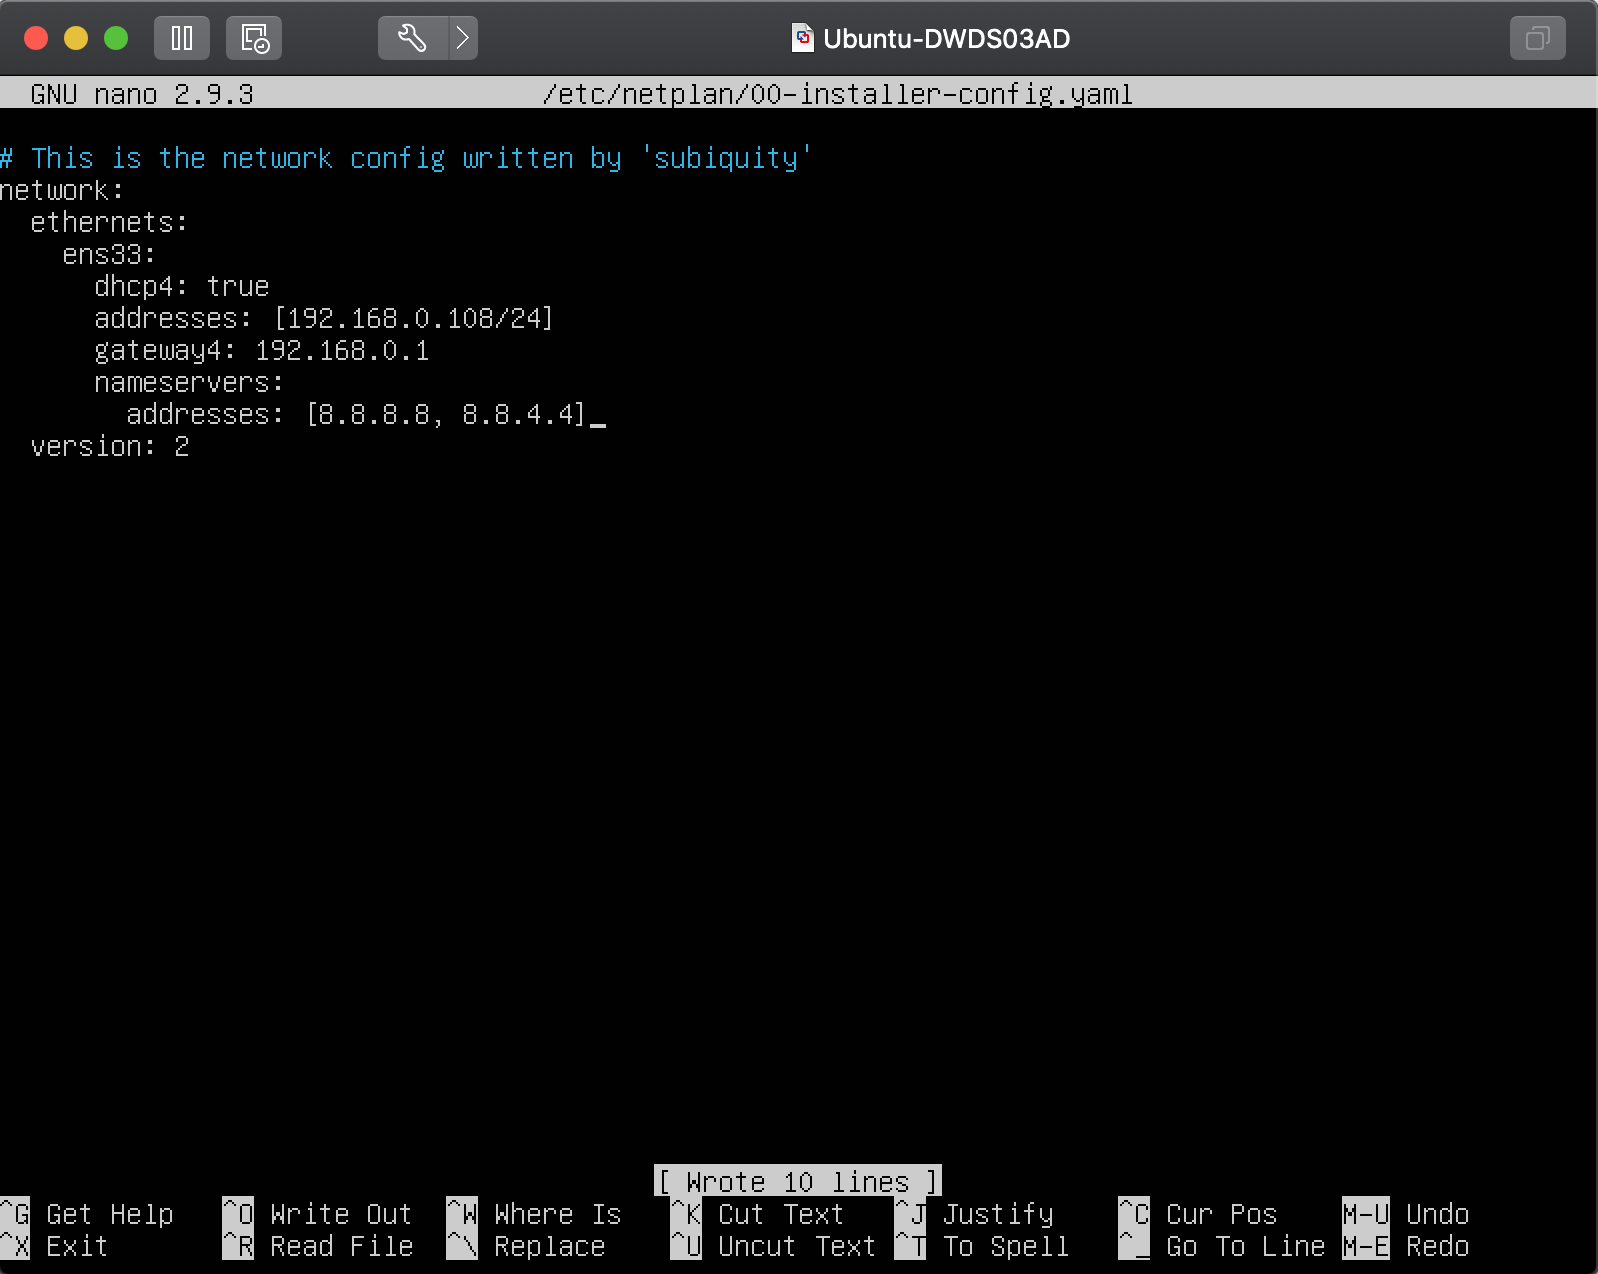 Ubuntu-DWDS03AD
GNU nano 2.9.3 /etc/netplan/00-installer-config.yaml
# This is the network config written by 'subiquity'
network:
  ethernets:
    ens33:
      dhcp4: true
      addresses: [192.168.0.108/24]
      gateway4: 192.168.0.1
      nameservers:
        addresses: [8.8.8.8, 8.8.4.4]
  version: 2
[ Wrote 10 lines ]
^G Get Help ^O Write Out ^W Where Is ^K Cut Text ^J Justify ^C Cur Pos M-U Undo
^X Exit ^R Read File ^\ Replace ^U Uncut Text ^T To Spell ^_ Go To Line M-E Redo